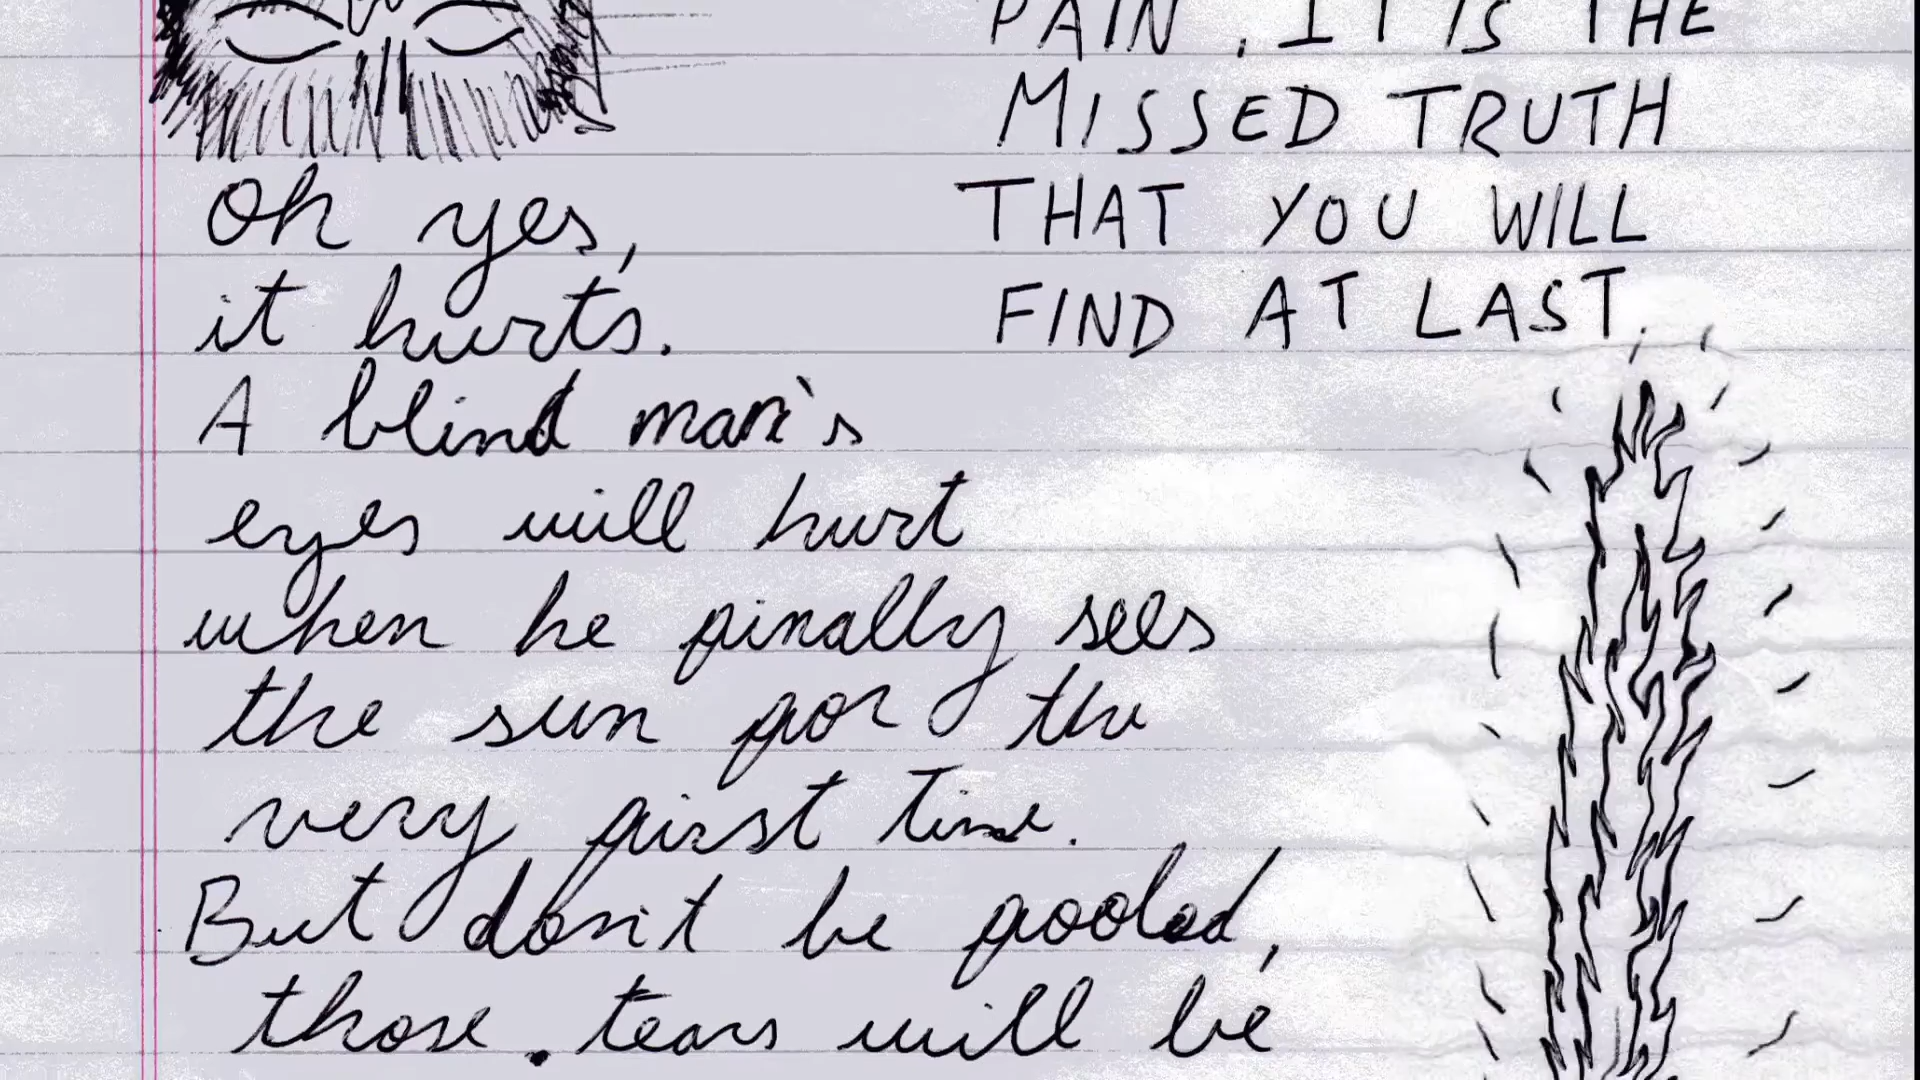 PAIN, IT IS THE
MISSED TRUTH
THAT YOU WILL
FIND AT LAST.
Oh yes,
it hurts.
A blind man's
eyes will hurt
when he finally sees
the sun for the
very first time.
But don't be fooled,
those tears will be